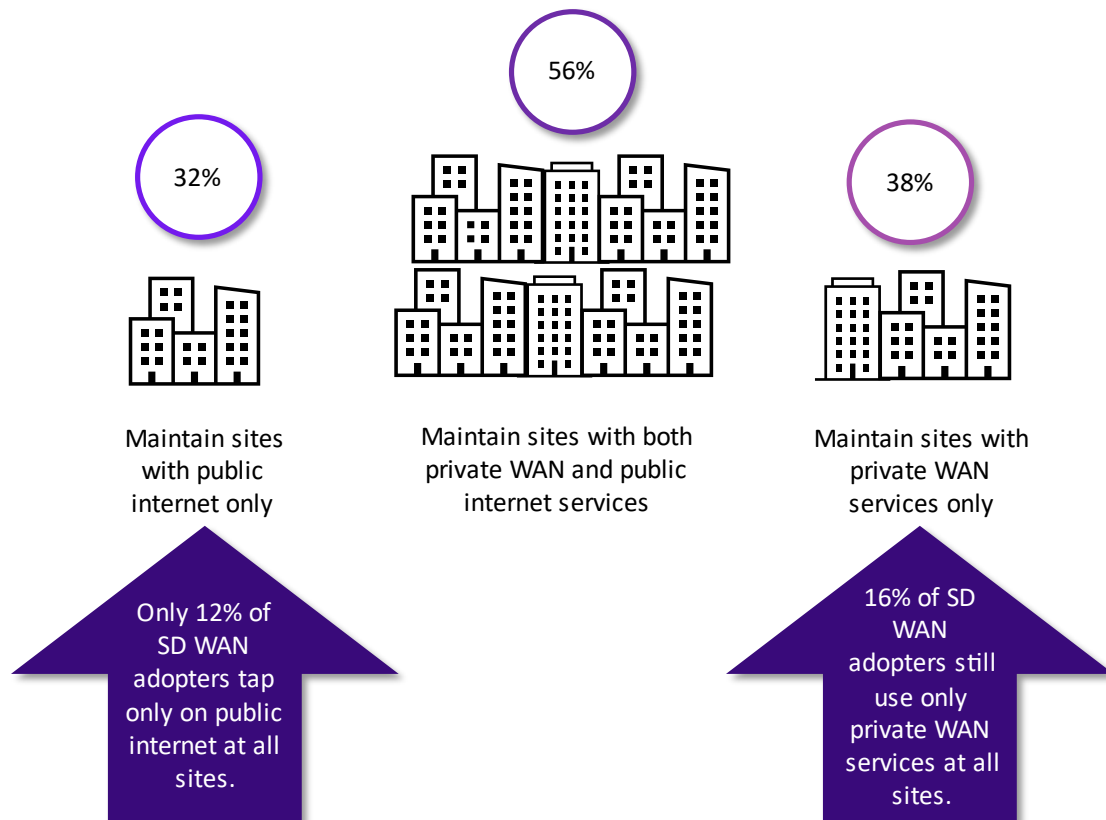 56%
32%
38%
Maintain sites
with public
internet only
Maintain sites with both
private WAN and public
internet services
Maintain sites with
private WAN
services only
Only 12% of
SD WAN
adopters tap
only on public
internet at all
sites.
16% of SD
WAN
adopters still
use only
private WAN
services at all
sites.